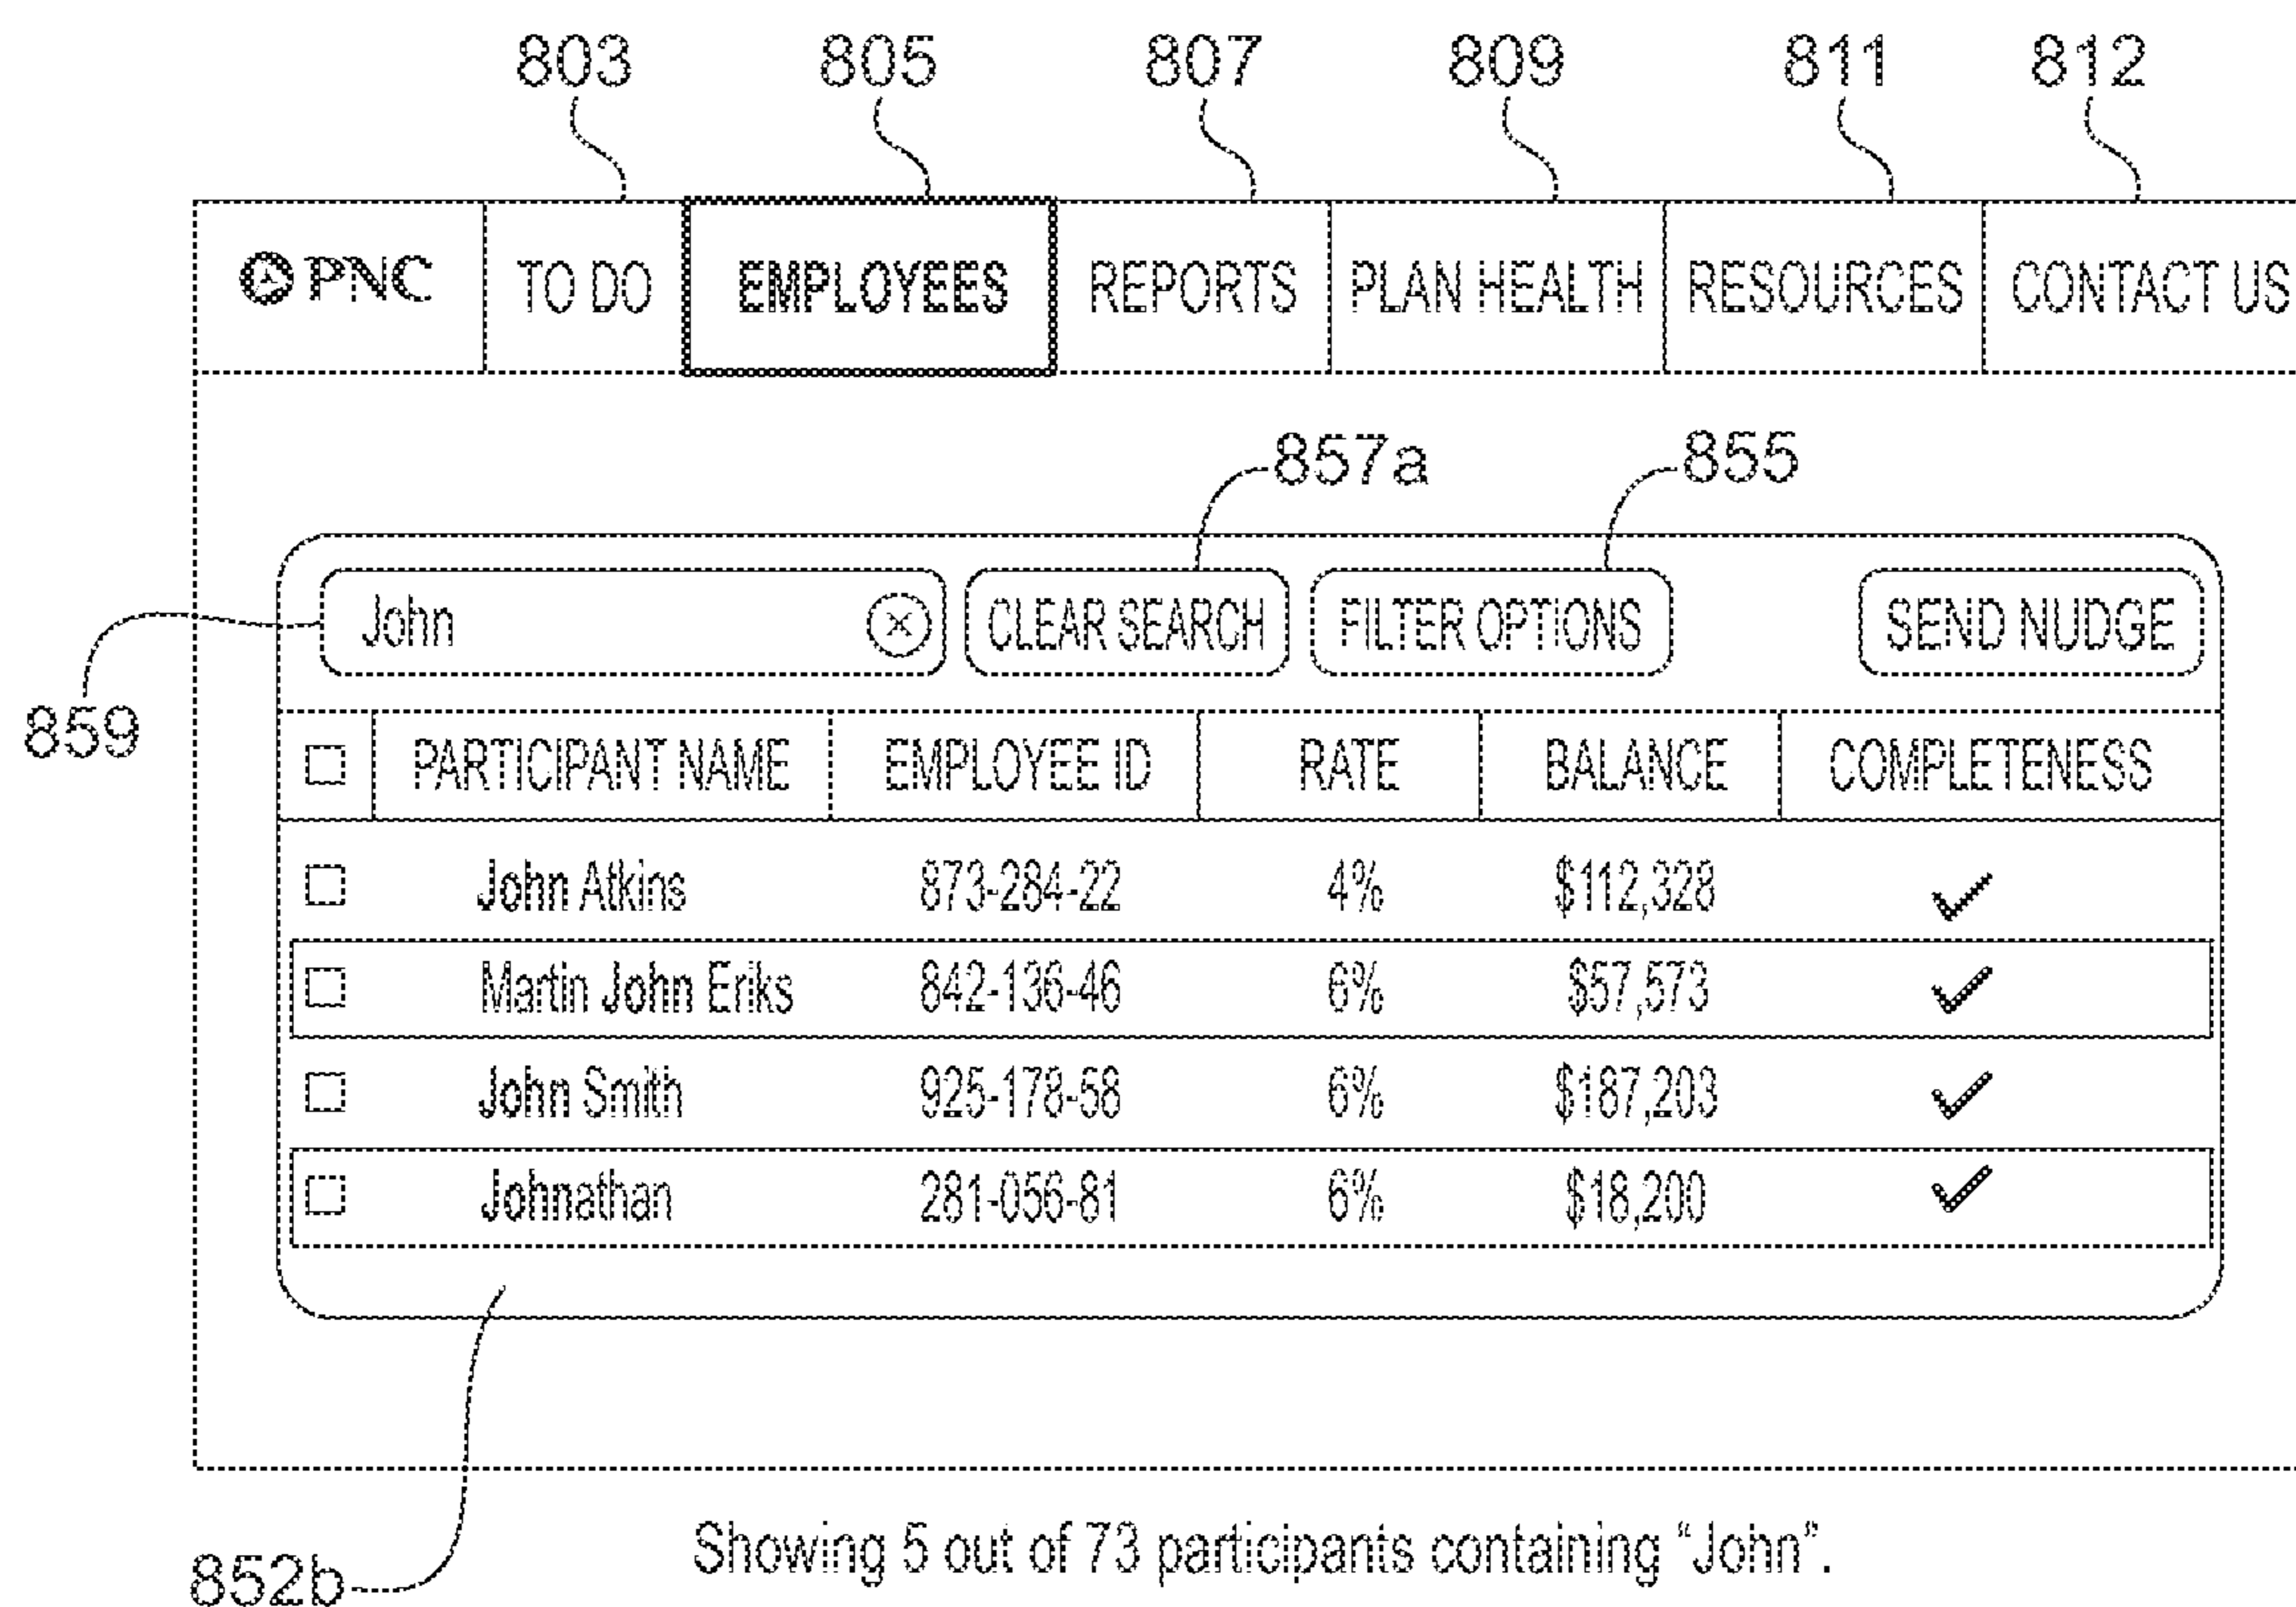 803 805 807 809 811 812
PNC TO DO EMPLOYEES REPORTS PLAN HEALTH RESOURCES CONTACT US
857a 855
John CLEAR SEARCH FILTER OPTIONS SEND NUDGE
859
PARTICIPANT NAME EMPLOYEE ID RATE BALANCE COMPLETENESS
John Atkins 873-284-22 4% $112,328
Martin John Eriks 842-136-46 6% $57,573
John Smith 925-178-58 6% $187,203
Johnathan 281-056-81 6% $18,200
Showing 5 out of 73 participants containing “John”.
852b